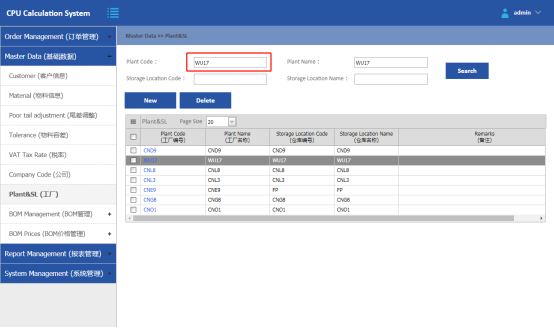 CPU Calculation System
admin
Order Management (订单管理)
Master Data (基础数据)
Customer (客户信息)
Material (物料信息)
Poor tail adjustment (尾差调整)
Tolerance (物料容差)
VAT Tax Rate (税率)
Company Code (公司)
Plant&SL (工厂)
BOM Management (BOM管理) +
BOM Prices (BOM价格管理) +
Report Management (报表管理)
System Management (系统管理)
Master Data >> Plant&SL
Plant Code : WU17 Plant Name : WU17
Storage Location Code : Storage Location Name :
Search
New Delete
Plant&SL Page Size 20
Plant Code (工厂编号) Plant Name (工厂名称) Storage Location Code (仓库编号) Storage Location Name (仓库名称) Remarks (备注)
CND9 CND9 CND9 CND9
WU17 WU17 WU17 WU17
CNL8 CNL8 CNL8 CNL8
CNL3 CNL3 CNL3 CNL3
CNE9 CNE9 FP FP
CNG8 CNG8 CNG8 CNG8
CNO1 CNO1 CNO1 CNO1